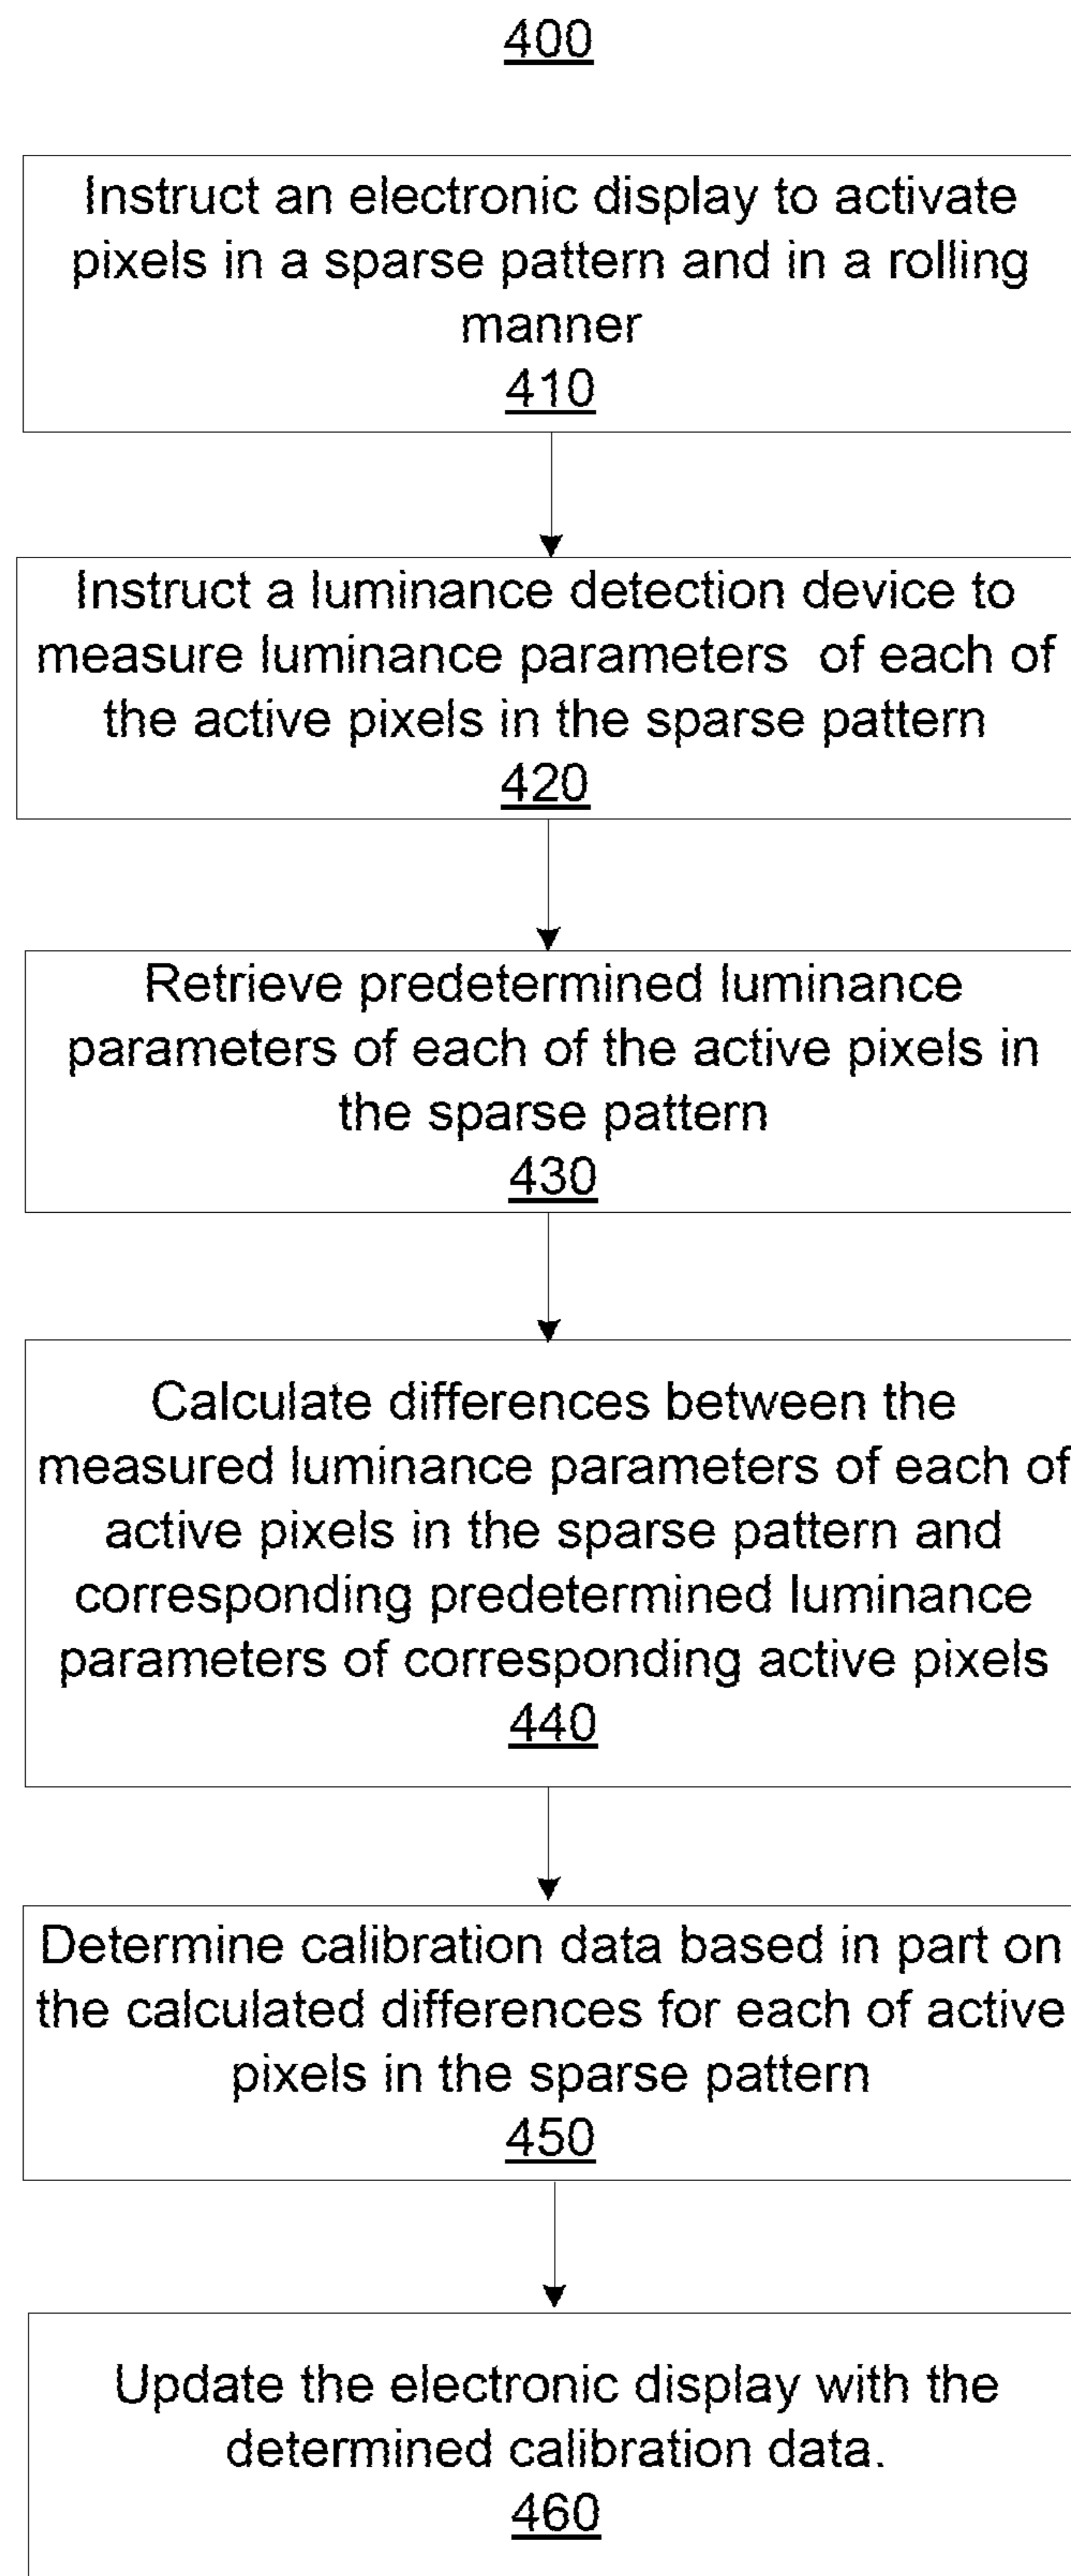 400
Instruct an electronic display to activate
pixels in a sparse pattern and in a rolling
manner
410
Instruct a luminance detection device to
measure luminance parameters of each of
the active pixels in the sparse pattern
420
Retrieve predetermined luminance
parameters of each of the active pixels in
the sparse pattern
430
Calculate differences between the
measured luminance parameters of each of
active pixels in the sparse pattern and
corresponding predetermined luminance
parameters of corresponding active pixels
440
Determine calibration data based in part on
the calculated differences for each of active
pixels in the sparse pattern
450
Update the electronic display with the
determined calibration data.
460